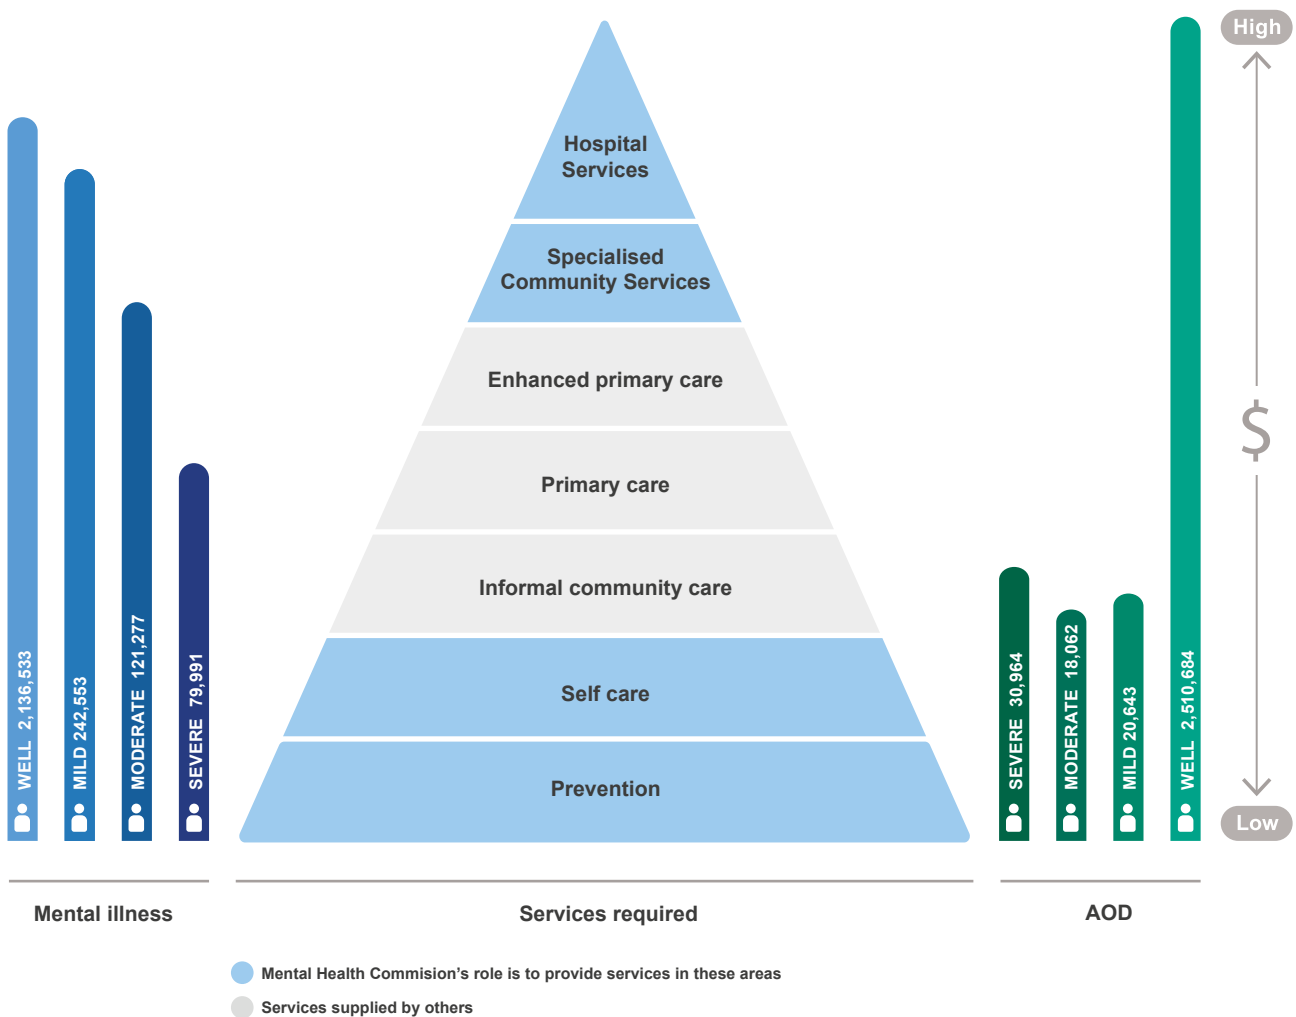 High
Hospital
Services
Specialised
Community Services
Enhanced primary care
$
Primary care
Informal community care
Self care
Prevention
WELL 2,136,533
MILD 242,553
MODERATE 121,277
SEVERE 79,991
SEVERE 30,964
MODERATE 18,062
MILD 20,643
WELL 2,510,684
Low
Mental illness
Services required
AOD
Mental Health Commision's role is to provide services in these areas
Services supplied by others